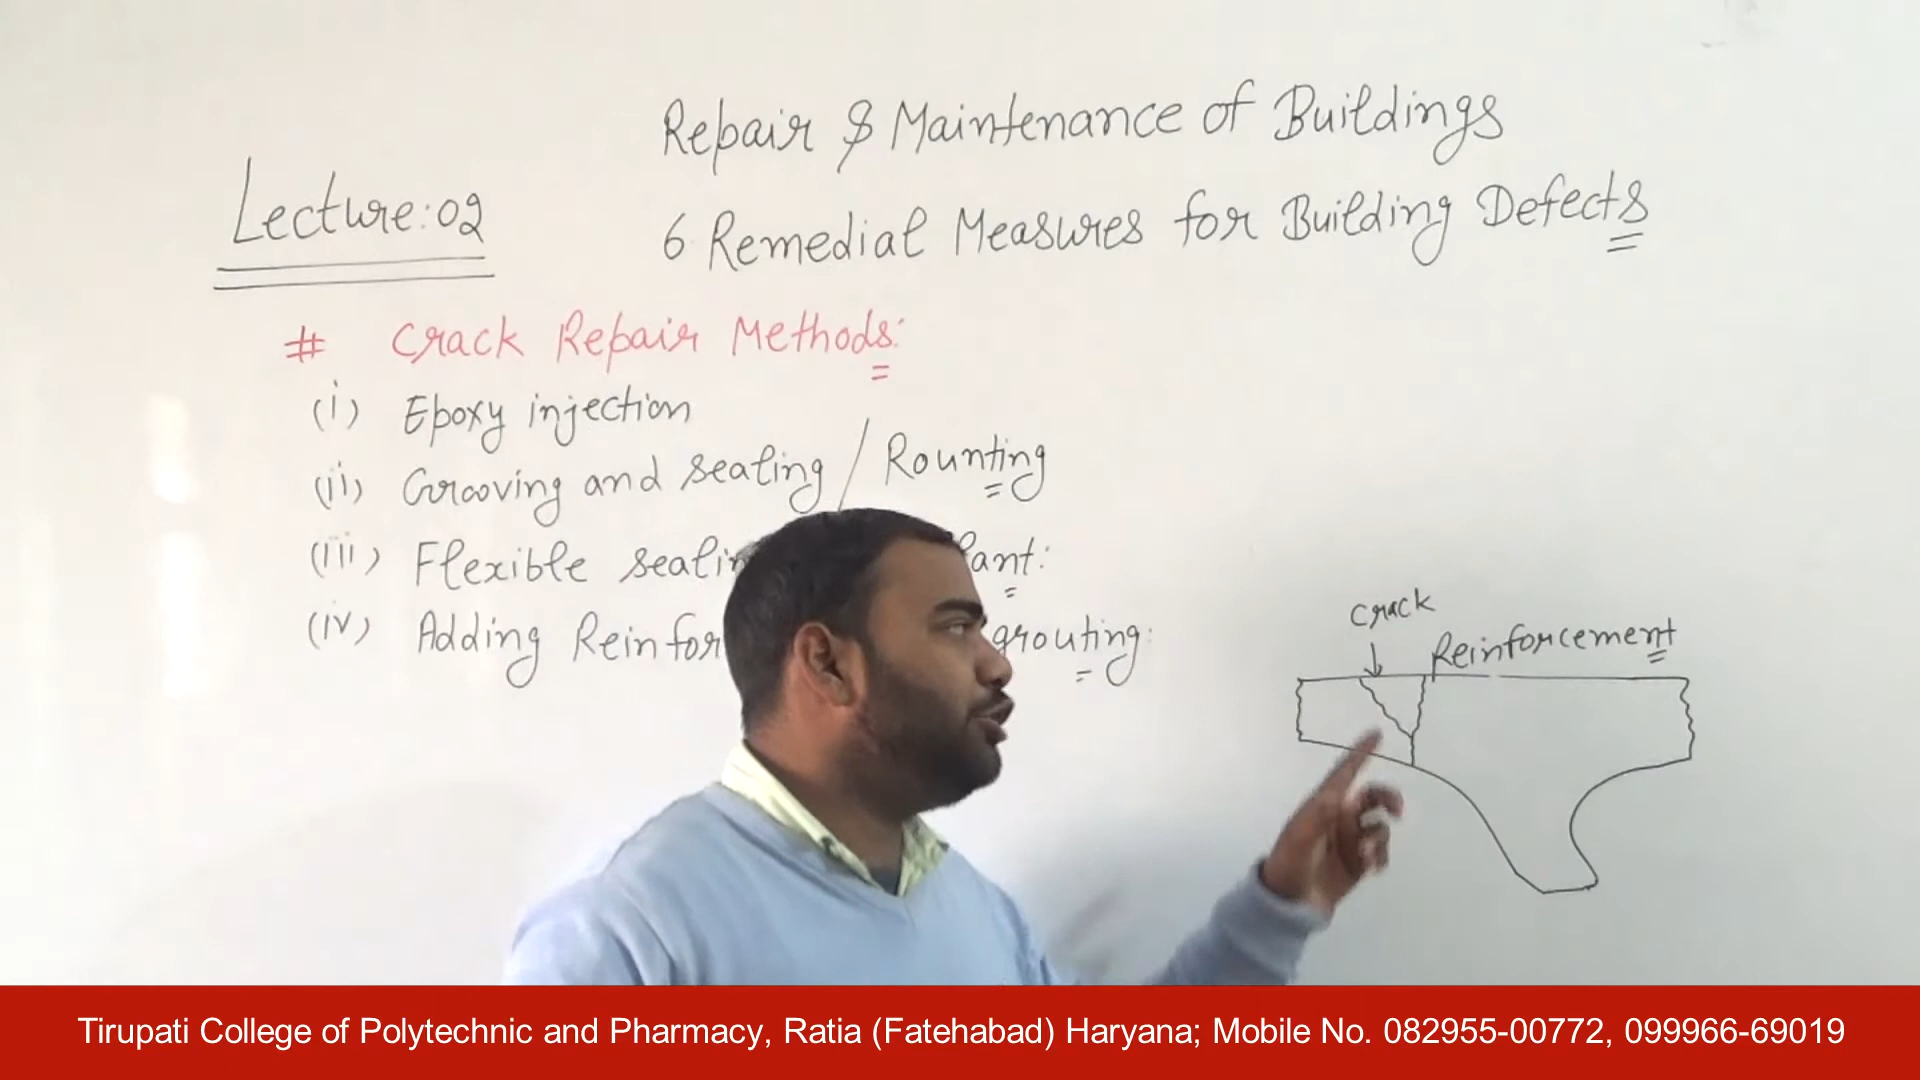 Repair & Maintenance of Buildings
Lecture:02
6. Remedial Measures for Building Defects
# Crack Repair Methods:
(i) Epoxy injection
(ii) Grooving and sealing / Rounting
(iii) Flexible
(iv) Adding grouting:
Crack
Reinforcement
Tirupati College of Polytechnic and Pharmacy, Ratia (Fatehabad) Haryana; Mobile No. 082955-00772, 099966-69019